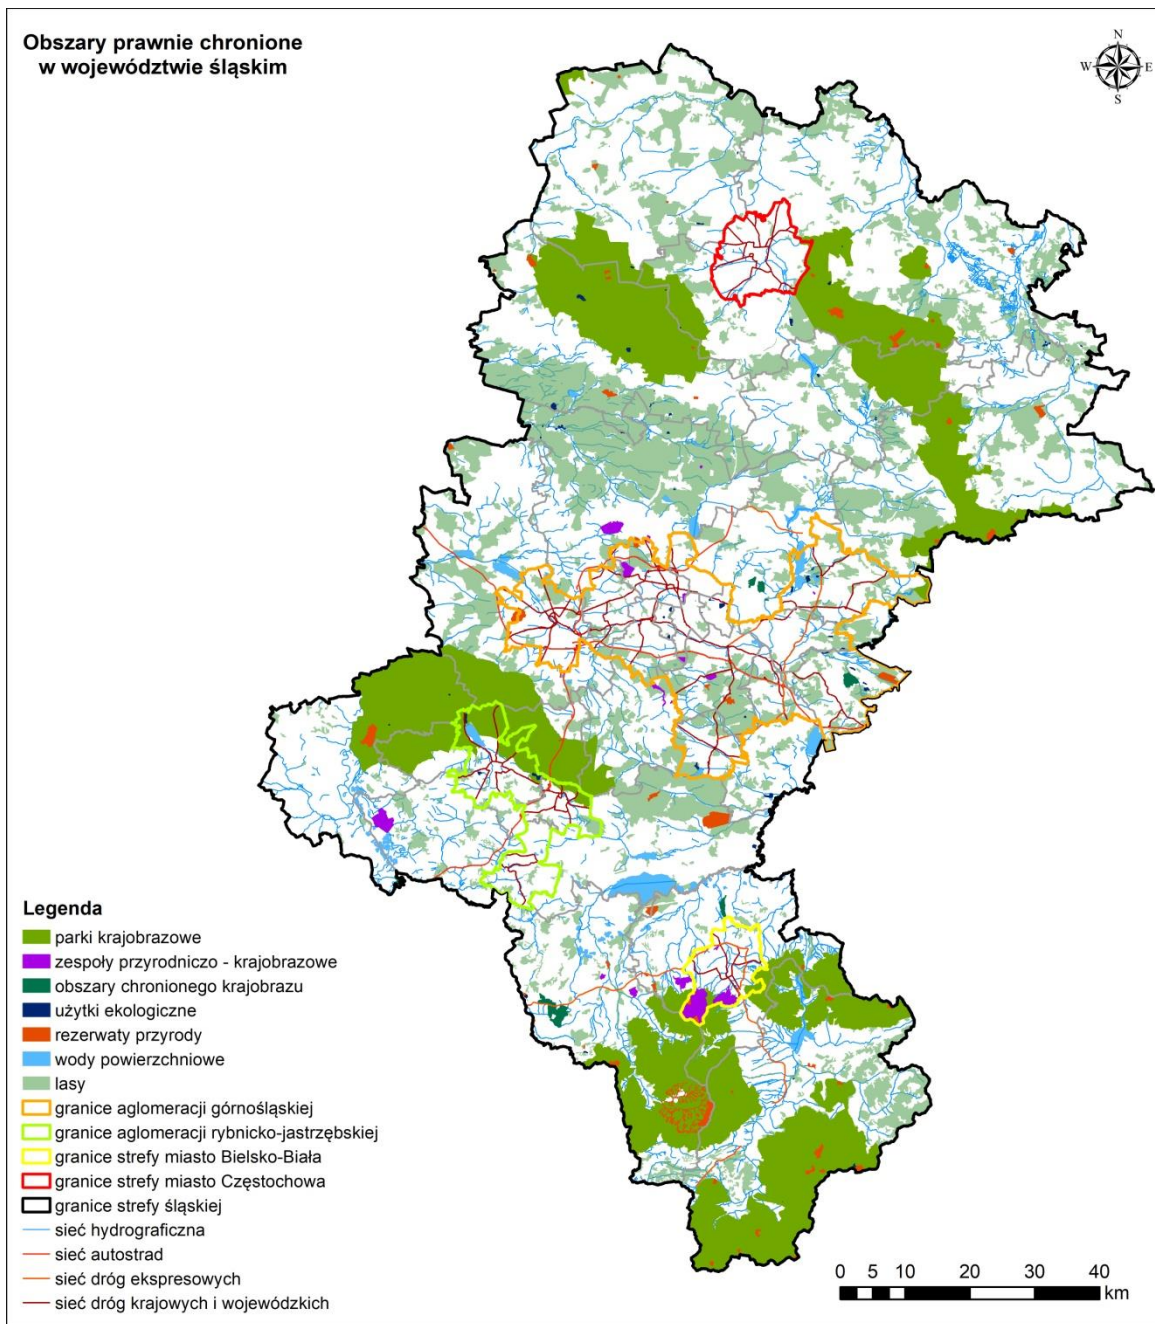 Obszary prawnie chronione
w województwie śląskim
N
W E
S
Legenda
parki krajobrazowe
zespoły przyrodniczo - krajobrazowe
obszary chronionego krajobrazu
użytki ekologiczne
rezerwaty przyrody
wody powierzchniowe
lasy
granice aglomeracji górnośląskiej
granice aglomeracji rybnicko-jastrzębskiej
granice strefy miasto Bielsko-Biała
granice strefy miasto Częstochowa
granice strefy śląskiej
sieć hydrograficzna
sieć autostrad
sieć dróg ekspresowych
sieć dróg krajowych i wojewódzkich
0 5 10 20 30 40
km